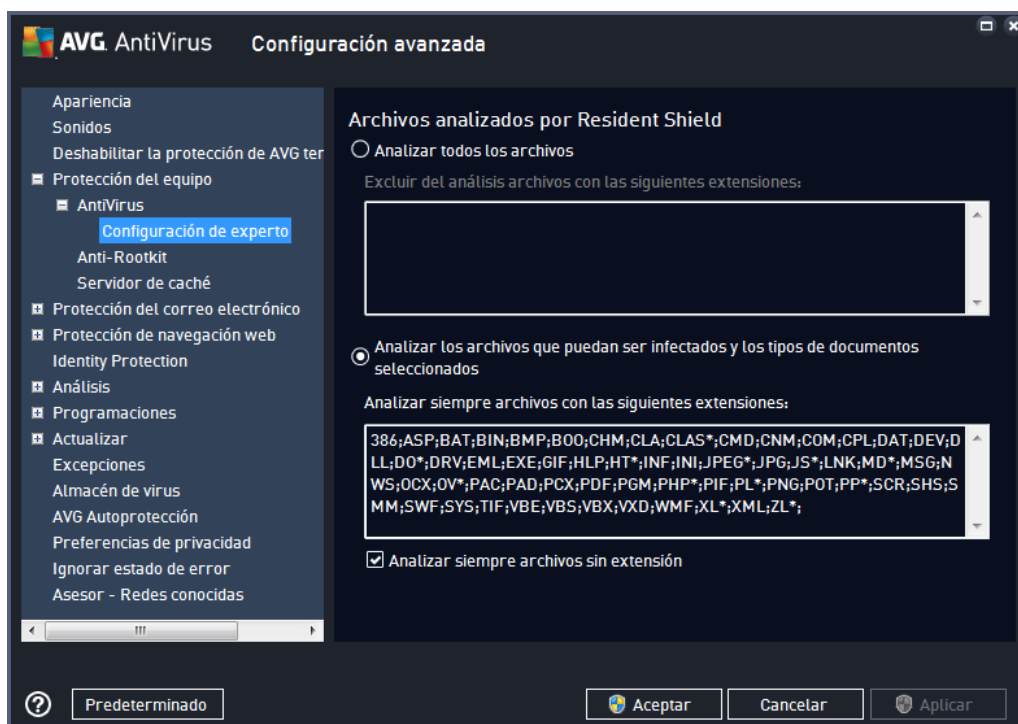 AVG. AntiVirus
Configuración avanzada
Apariencia
Sonidos
Deshabilitar la protección de AVG ter
Protección del equipo
AntiVirus
Configuración de experto
Anti-Rootkit
Servidor de caché
Protección del correo electrónico
Protección de navegación web
Identity Protection
Análisis
Programaciones
Actualizar
Excepciones
Almacén de virus
AVG Autoprotección
Preferencias de privacidad
Ignorar estado de error
Asesor - Redes conocidas
Archivos analizados por Resident Shield
Analizar todos los archivos
Excluir del análisis archivos con las siguientes extensiones:
Analizar los archivos que puedan ser infectados y los tipos de documentos
seleccionados
Analizar siempre archivos con las siguientes extensiones:
386;ASP;BAT;BIN;BMP;BOO;CHM;CLA;CLAS*;CMD;CNM;COM;CPL;DAT;DEV;D
LL;DO*;DRV;EML;EXE;GIF;HLP;HT*;INF;INI;JPEG*;JPG;JS*;LNK;MD*;MSG;N
WS;OCX;OV*;PAC;PAD;PCX;PDF;PGM;PHP*;PIF;PL*;PNG;POT;PP*;SCR;SHS;S
MM;SWF;SYS;TIF;VBE;VBS;VBX;VXD;WMF;XL*;XML;ZL*;
Analizar siempre archivos sin extensión
Predeterminado
Aceptar
Cancelar
Aplicar